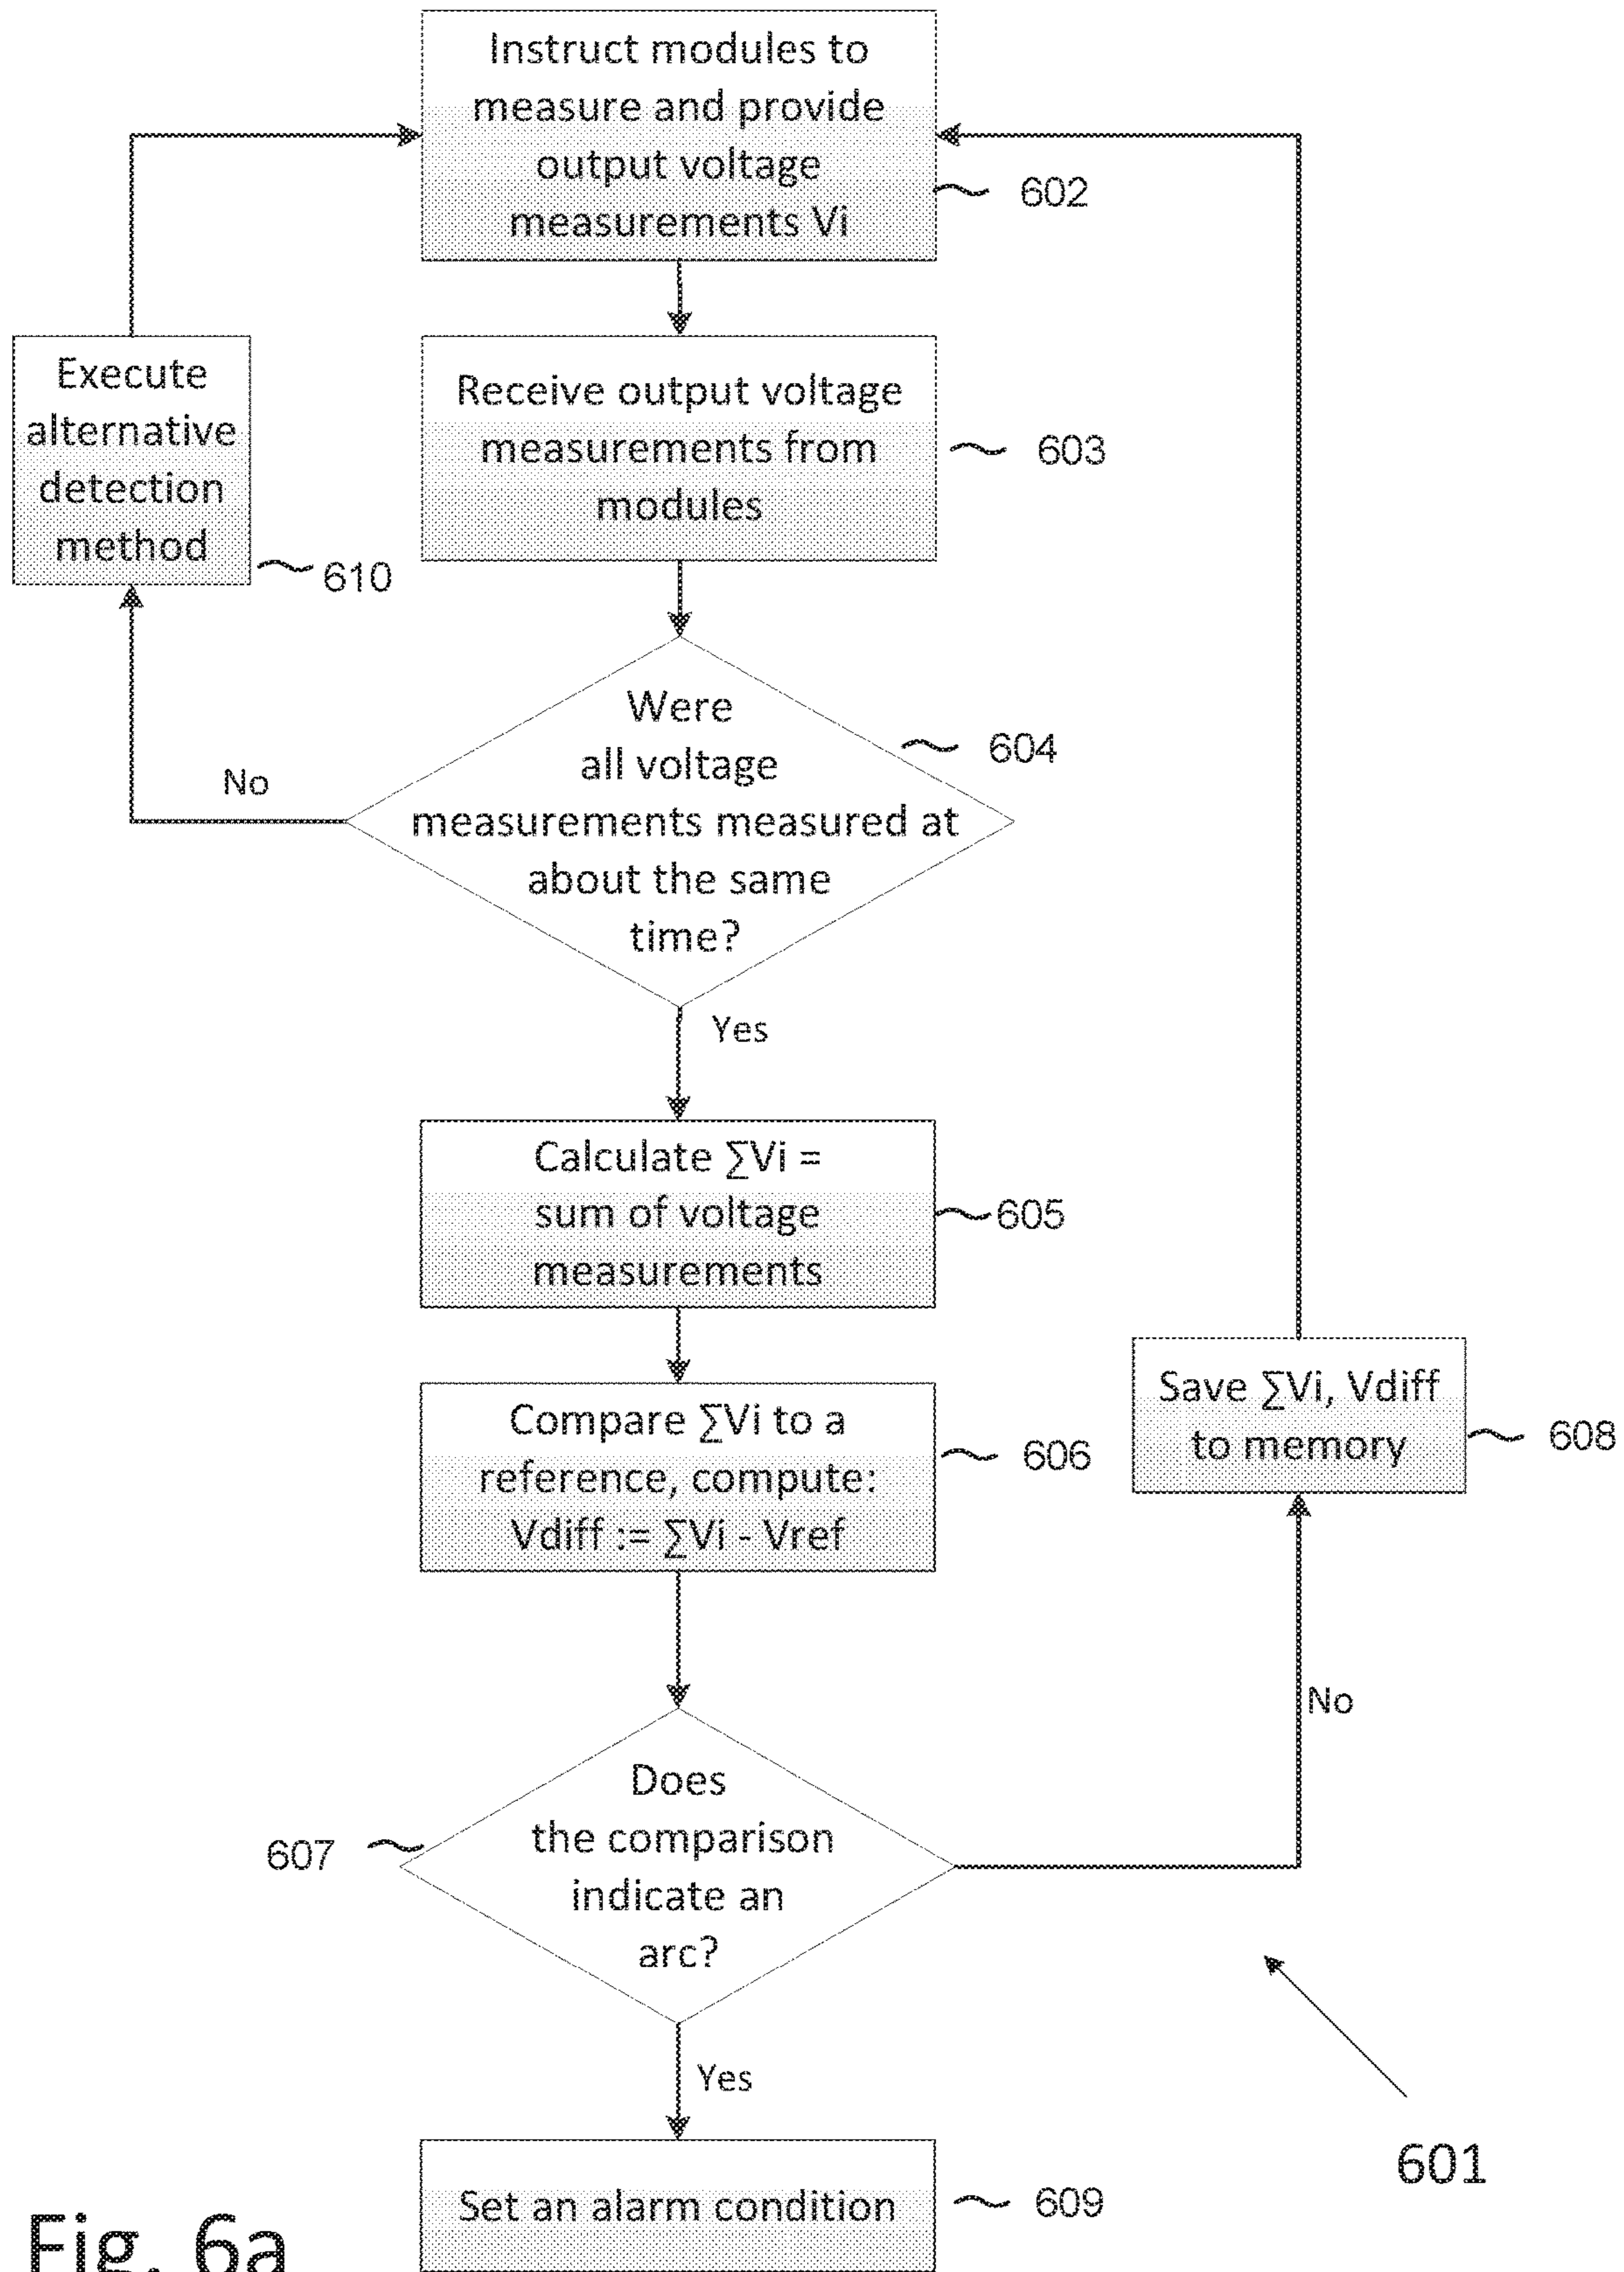 Instruct modules to
measure and provide
output voltage
measurements Vi
602
Execute
alternative
detection
method
610
Receive output voltage
measurements from
modules
603
Were
all voltage
measurements measured at
about the same
time?
604
No
Yes
Calculate ∑Vi =
sum of voltage
measurements
605
Compare ∑Vi to a
reference, compute:
Vdiff := ∑Vi - Vref
606
Save ∑Vi, Vdiff
to memory
608
No
Does
the comparison
indicate an
arc?
607
Yes
601
Set an alarm condition
609
Fig. 6a